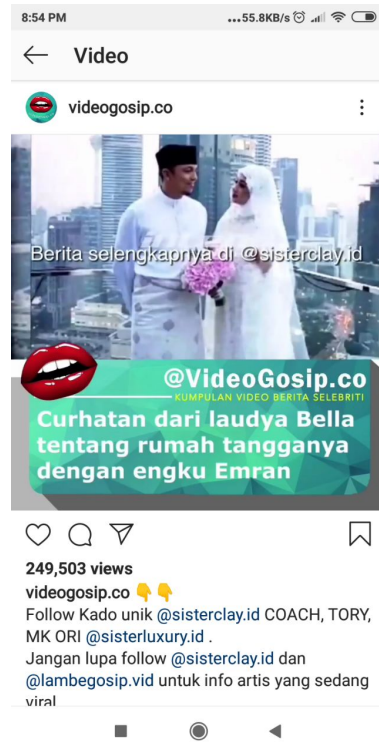 8:54 PM ...55.8KB/s
Video
videogosip.co
Berita selengkapnya di @sisterclay.id
@VideoGosip.co
KUMPULAN VIDEO BERITA SELEBRITI
Curhatan dari laudya Bella
tentang rumah tangganya
dengan engku Emran
249,503 views
videogosip.co 👇👇
Follow Kado unik @sisterclay.id COACH, TORY,
MK ORI @sisterluxury.id .
Jangan lupa follow @sisterclay.id dan
@lambegosip.vid untuk info artis yang sedang
viral